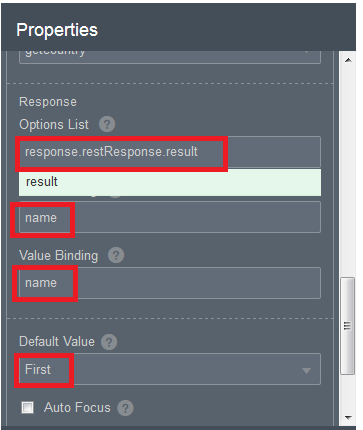 Properties
getcountry
Response
Options List ?
response.restResponse.result
result
name
Value Binding ?
name
Default Value ?
First
Auto Focus ?